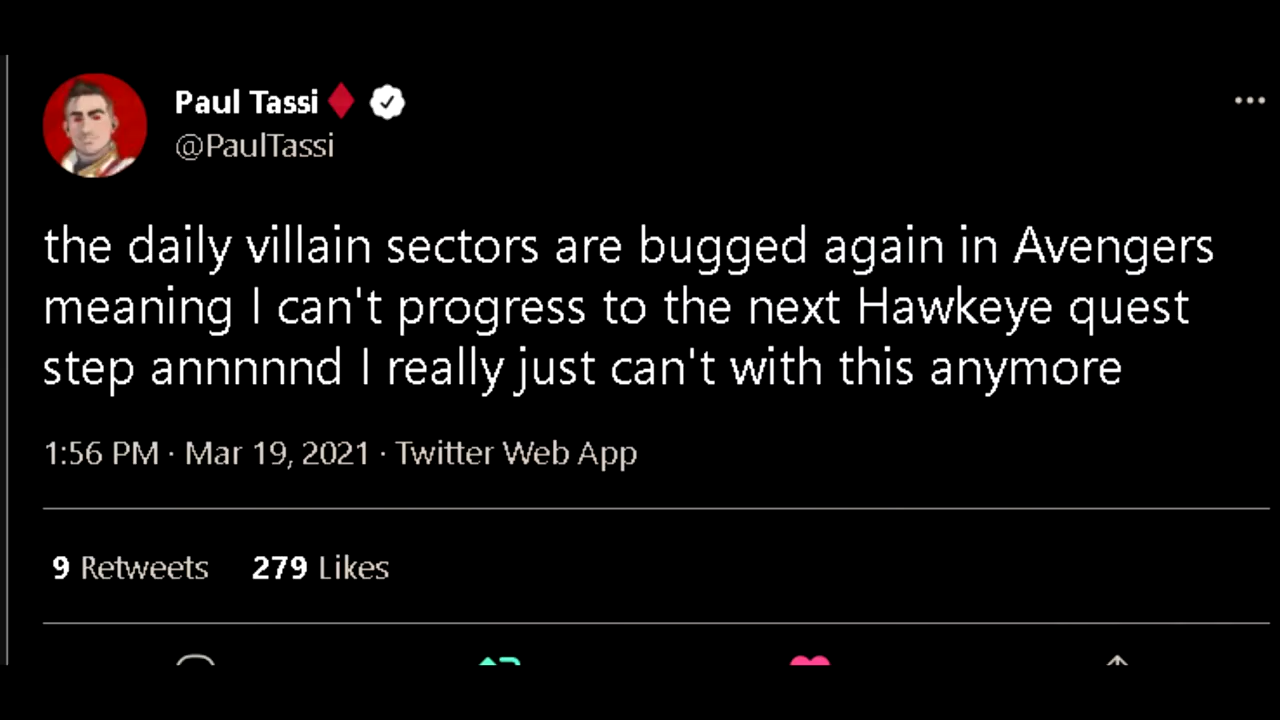 Paul Tassi
@PaulTassi
the daily villain sectors are bugged again in Avengers
meaning I can't progress to the next Hawkeye quest
step annnnnd I really just can't with this anymore
1:56 PM · Mar 19, 2021 · Twitter Web App
9 Retweets 279 Likes